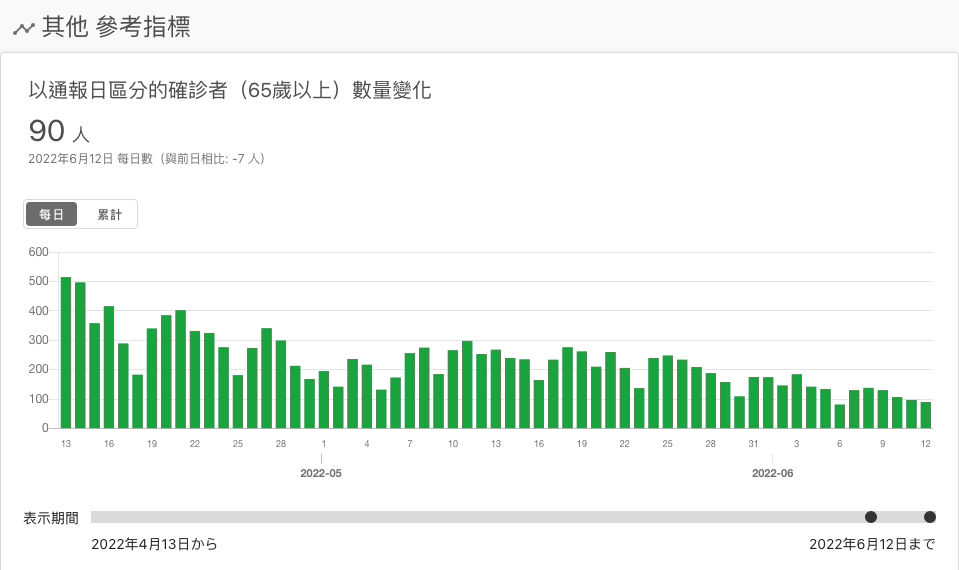 其他 參考指標
以通報日區分的確診者（65歲以上）數量變化
90 人
2022年6月12日 每日數（與前日相比: -7 人）
每日 累計
600
500
400
300
200
100
0
13 16 19 22 25 28 1 4 7 10 13 16 19 22 25 28 31 3 6 9 12
2022-05 2022-06
表示期間
2022年4月13日から 2022年6月12日まで